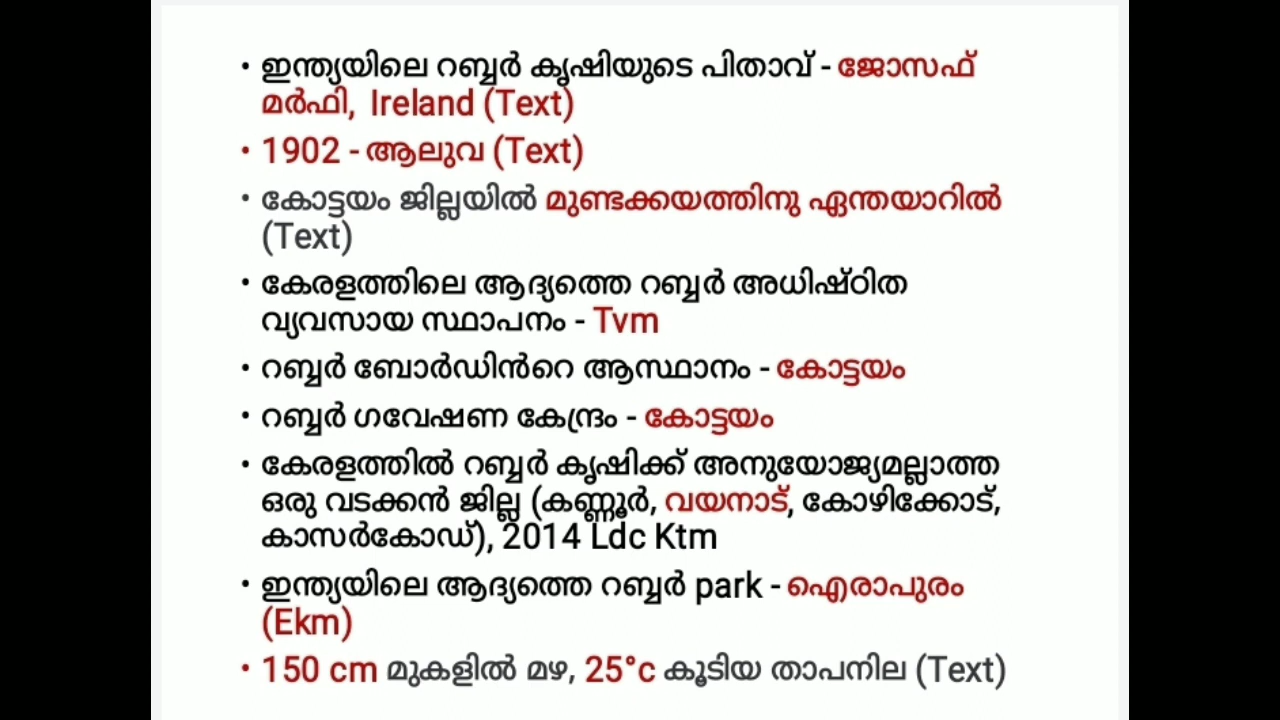 • ഇന്ത്യയിലെ റബ്ബർ കൃഷിയുടെ പിതാവ് - ജോസഫ്
മർഫി, Ireland (Text)
• 1902 - ആലുവ (Text)
• കോട്ടയം ജില്ലയിൽ മുണ്ടക്കയത്തിനു ഏന്തയാറിൽ
(Text)
• കേരളത്തിലെ ആദ്യത്തെ റബ്ബർ അധിഷ്ഠിത
വ്യവസായ സ്ഥാപനം - Tvm
• റബ്ബർ ബോർഡിൻറെ ആസ്ഥാനം - കോട്ടയം
• റബ്ബർ ഗവേഷണ കേന്ദ്രം - കോട്ടയം
• കേരളത്തിൽ റബ്ബർ കൃഷിക്ക് അനുയോജ്യമല്ലാത്ത
ഒരു വടക്കൻ ജില്ല (കണ്ണൂർ, വയനാട്, കോഴിക്കോട്,
കാസർകോഡ്), 2014 Ldc Ktm
• ഇന്ത്യയിലെ ആദ്യത്തെ റബ്ബർ park - ഐരാപുരം
(Ekm)
• 150 cm മുകളിൽ മഴ, 25°c കൂടിയ താപനില (Text)